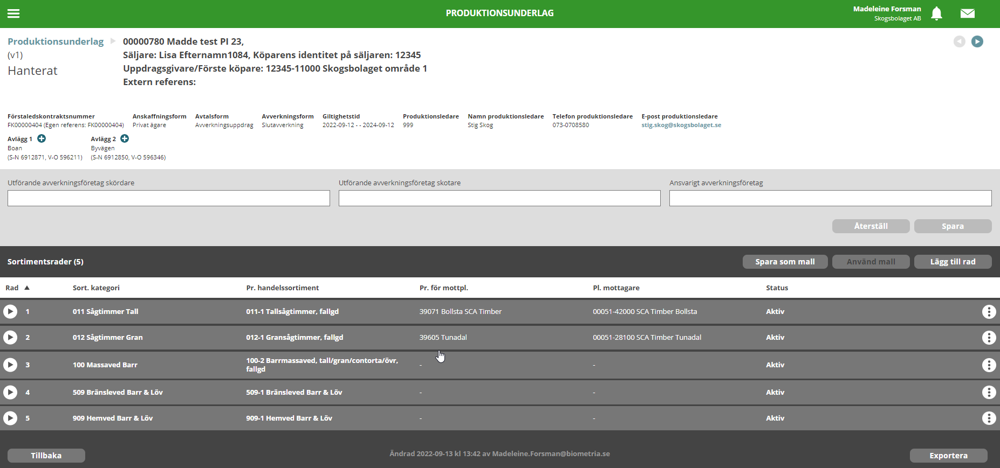 PRODUKTIONSUNDERLAG
Madeleine Forsman
Skogsbolaget AB
Produktionsunderlag
(v1)
Hanterat
00000780 Madde test PI 23,
Säljare: Lisa Efternamn1084, Köparens identitet på säljaren: 12345
Uppdragsgivare/Förste köpare: 12345-11000 Skogsbolaget område 1
Extern referens:
Förstaledskontraktsnummer Anskaffningsform Avtalsform Avverkningsform Giltighetstid Produktionsledare Namn produktionsledare Telefon produktionsledare E-post produktionsledare
FK00000404 (Egen referens: FK00000404) Privat ägare Avverkningsuppdrag Slutavverkning 2022-09-12 - - 2024-09-12 999 Stig Skog 073-0708580 stig.skog@skogsbolaget.se
Avlägg 1 Avlägg 2
Boan Byvägen
(S-N 6912871, V-O 596211) (S-N 6912850, V-O 596346)
Utförande avverkningsföretag skördare Utförande avverkningsföretag skotare Ansvarigt avverkningsföretag
Återställ Spara
Sortimentsrader (5) Spara som mall Använd mall Lägg till rad
Rad Sort. kategori Pr. handelssortiment Pr. för mottpl. Pl. mottagare Status
1 011 Sågtimmer Tall 011-1 Tallsågtimmer, fallgd 39071 Bollsta SCA Timber 00051-42000 SCA Timber Bollsta Aktiv
2 012 Sågtimmer Gran 012-1 Gransågtimmer, fallgd 39605 Tunadal 00051-28100 SCA Timber Tunadal Aktiv
3 100 Massaved Barr 100-2 Barrmassaved, tall/gran/contorta/övr, fallgd - - Aktiv
4 509 Bränsleved Barr & Löv 509-1 Bränsleved Barr & Löv - - Aktiv
5 909 Hemved Barr & Löv 909-1 Hemved Barr & Löv - - Aktiv
Tillbaka Ändrad 2022-09-13 kl 13:42 av Madeleine.Forsman@biometria.se Exportera